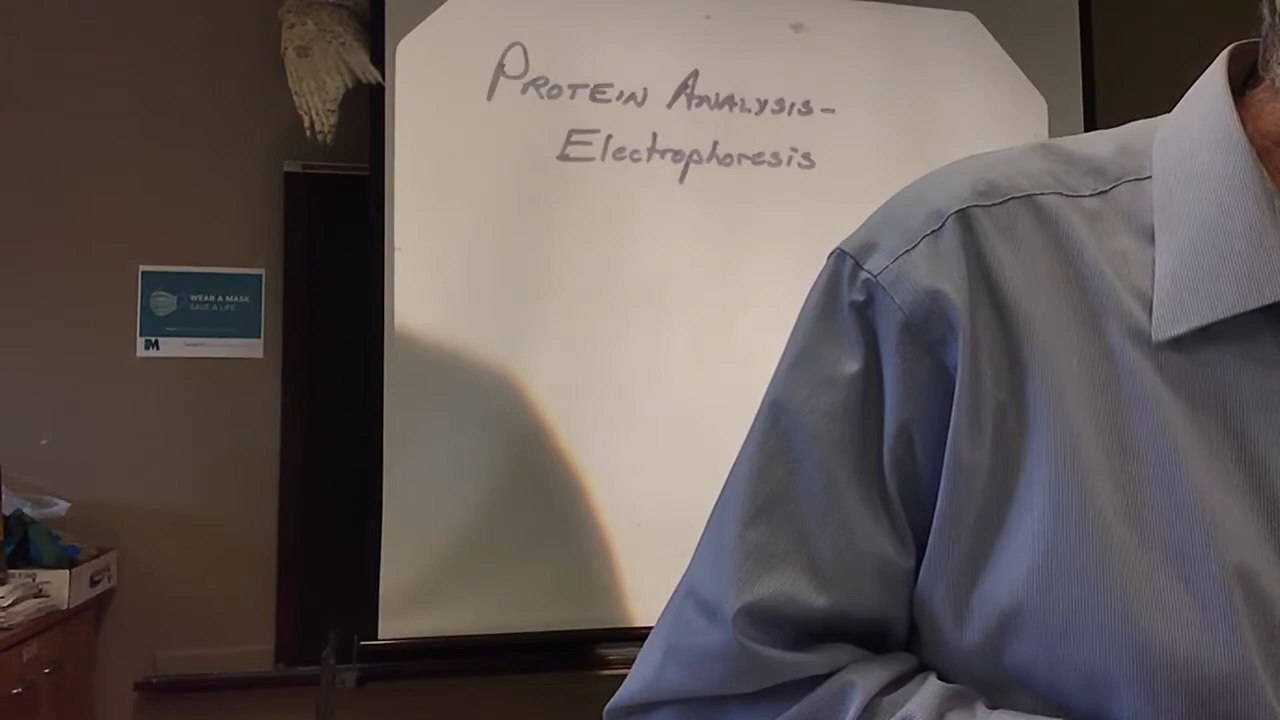 PROTEIN ANALYSIS-
Electrophoresis
WEAR A MASK
SAVE A LIFE
M